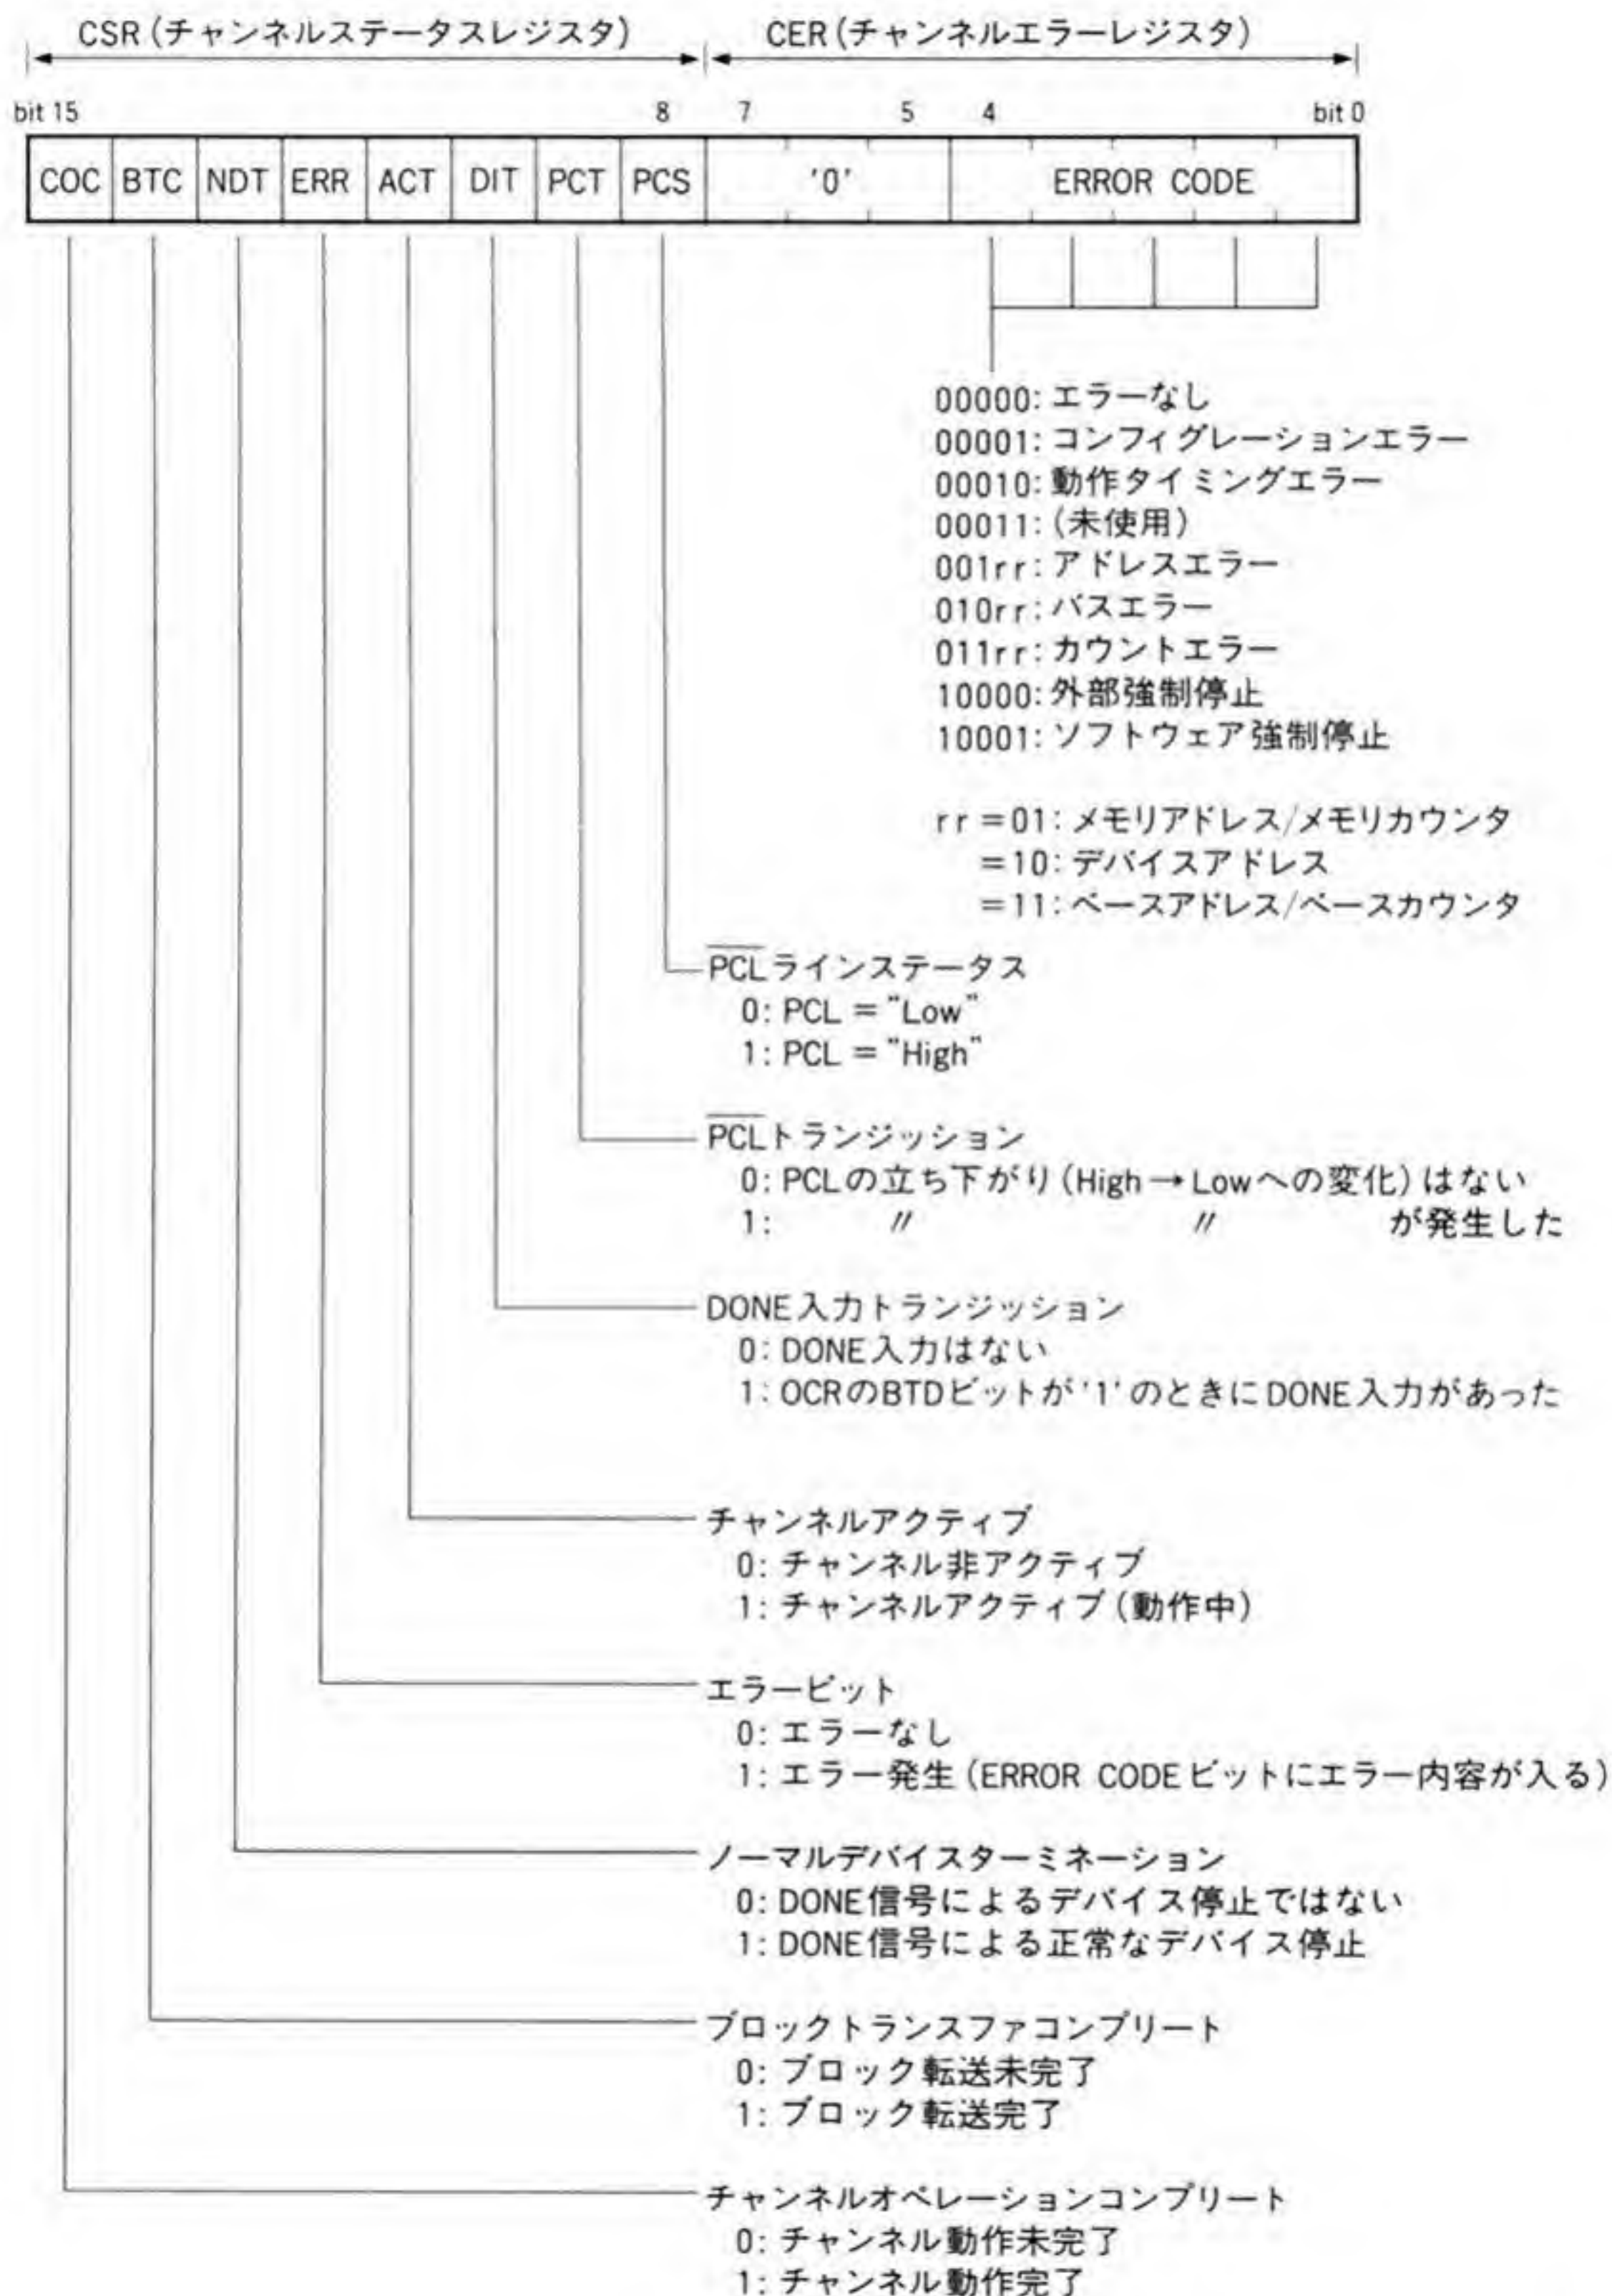 CSR(チャンネルステータスレジスタ) CER(チャンネルエラーレジスタ)
bit 15 8 7 5 4 bit 0
COC BTC NDT ERR ACT DIT PCT PCS '0' ERROR CODE
00000: エラーなし
00001: コンフィグレーションエラー
00010: 動作タイミングエラー
00011: (未使用)
001rr: アドレスエラー
010rr: バスエラー
011rr: カウントエラー
10000: 外部強制停止
10001: ソフトウェア強制停止
rr=01: メモリアドレス/メモリカウンタ
=10: デバイスアドレス
=11: ベースアドレス/ベースカウンタ
PCLラインステータス
0: PCL = "Low"
1: PCL = "High"
PCLトランジッション
0: PCLの立ち下がり(High→Lowへの変化)はない
1: 〃 〃 が発生した
DONE入力トランジッション
0: DONE入力はない
1: OCRのBTDビットが'1'のときにDONE入力があった
チャンネルアクティブ
0: チャンネル非アクティブ
1: チャンネルアクティブ(動作中)
エラービット
0: エラーなし
1: エラー発生(ERROR CODEビットにエラー内容が入る)
ノーマルデバイスターミネーション
0: DONE信号によるデバイス停止ではない
1: DONE信号による正常なデバイス停止
ブロックトランスファコンプリート
0: ブロック転送未完了
1: ブロック転送完了
チャンネルオペレーションコンプリート
0: チャンネル動作未完了
1: チャンネル動作完了